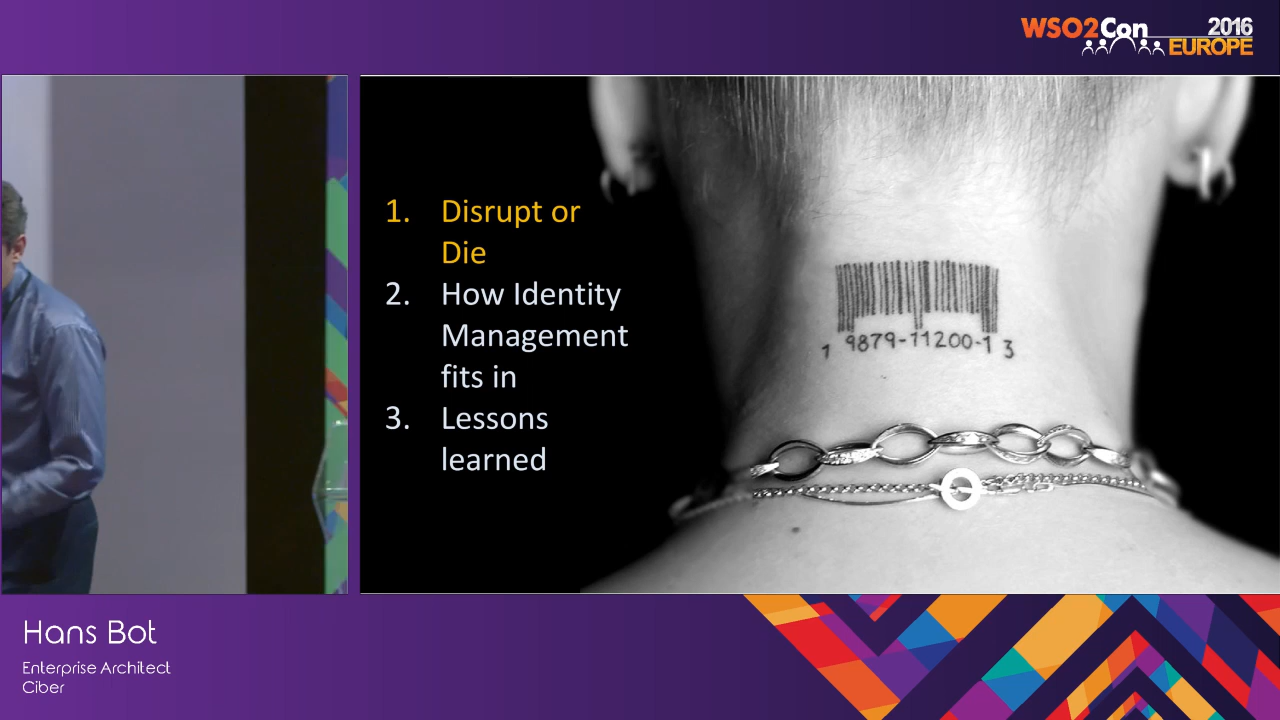 WSO2Con 2016
EUROPE
1. Disrupt or
Die
2. How Identity
Management
fits in
3. Lessons
learned
1 9879-11200-1 3
Hans Bot
Enterprise Architect
Ciber